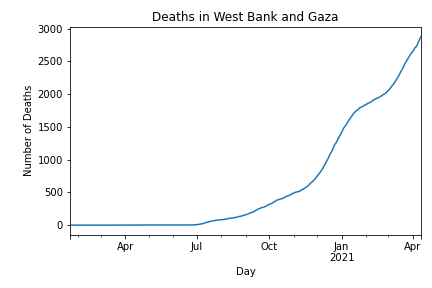 Deaths in West Bank and Gaza
3000
2500
2000
1500
1000
500
0
Number of Deaths
Apr
Jul
Oct
Jan
2021
Apr
Day